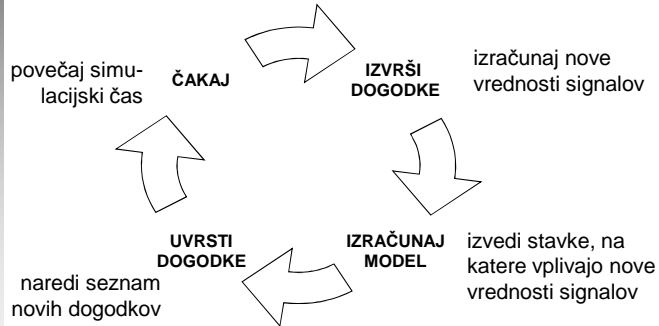 povečaj simu-
lacijski čas
ČAKAJ
IZVRŠI
DOGODKE
izračunaj nove
vrednosti signalov
UVRSTI
DOGODKE
naredi seznam
novih dogodkov
IZRAČUNAJ
MODEL
izvedi stavke, na
katere vplivajo nove
vrednosti signalov